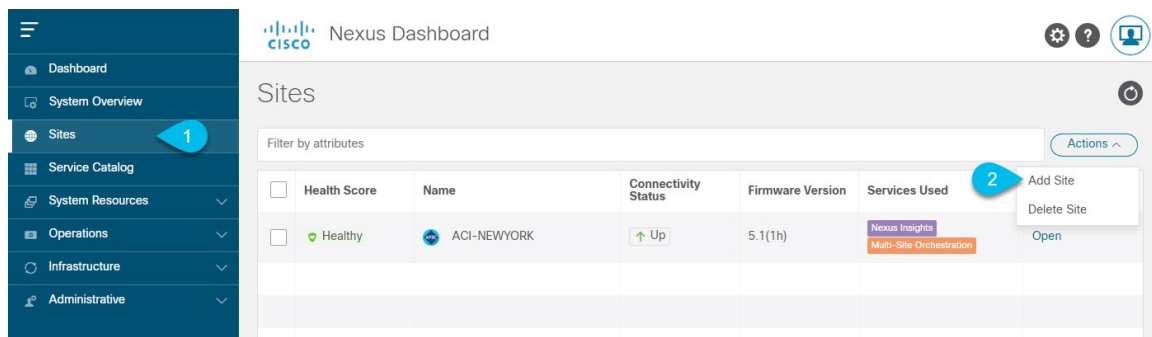 CISCO Nexus Dashboard
?
Dashboard
System Overview
Sites
1
Service Catalog
System Resources
Operations
Infrastructure
Administrative
Sites
Filter by attributes
Actions
Health Score Name Connectivity Status Firmware Version Services Used
2
Add Site
Delete Site
Healthy ACI-NEWYORK Up 5.1(1h) Nexus Insights Open
Multi-Site Orchestration